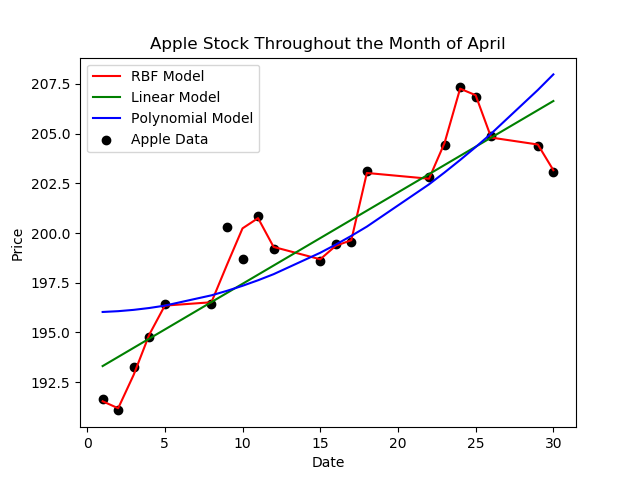 Apple Stock Throughout the Month of April
RBF Model
Linear Model
Polynomial Model
Apple Data
207.5
205.0
202.5
200.0
197.5
195.0
192.5
Price
0 5 10 15 20 25 30
Date